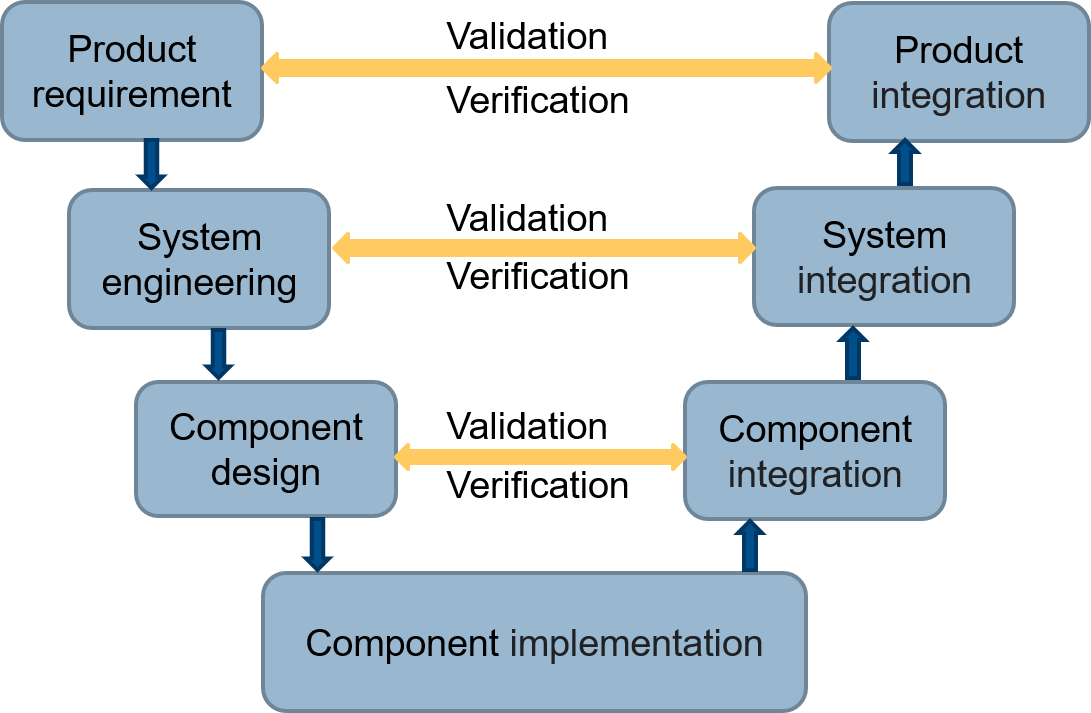 Product
requirement
Validation
Verification
Product
integration
System
engineering
Validation
Verification
System
integration
Component
design
Validation
Verification
Component
integration
Component implementation